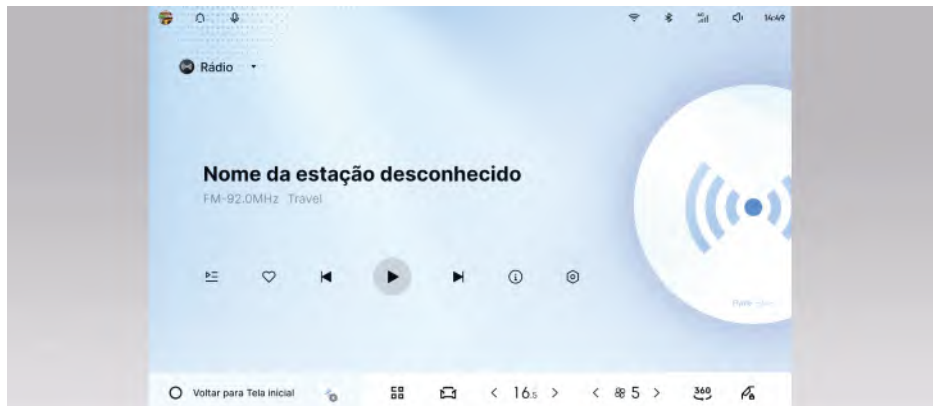 14:49
Rádio
Nome da estação desconhecido
FM-92.0MHz Travel
Voltar para Tela inicial
< 16.5 >
< 5 >
360